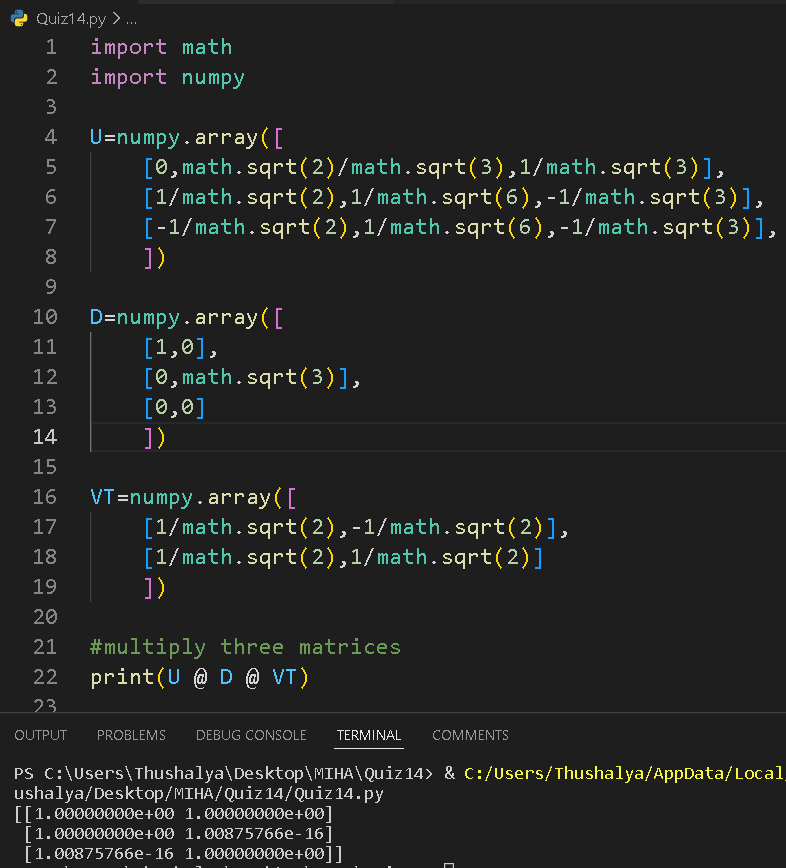 Quiz14.py > ...
1 import math
2 import numpy
3
4 U=numpy.array([
5 [0,math.sqrt(2)/math.sqrt(3),1/math.sqrt(3)],
6 [1/math.sqrt(2),1/math.sqrt(6),-1/math.sqrt(3)],
7 [-1/math.sqrt(2),1/math.sqrt(6),-1/math.sqrt(3)],
8 ])
9
10 D=numpy.array([
11 [1,0],
12 [0,math.sqrt(3)],
13 [0,0]
14 ])
15
16 VT=numpy.array([
17 [1/math.sqrt(2),-1/math.sqrt(2)],
18 [1/math.sqrt(2),1/math.sqrt(2)]
19 ])
20
21 #multiply three matrices
22 print(U @ D @ VT)
23
OUTPUT PROBLEMS DEBUG CONSOLE TERMINAL COMMENTS
PS C:\Users\Thushalya\Desktop\MIHA\Quiz14> & C:/Users/Thushalya/AppData/Local
ushalya/Desktop/MIHA/Quiz14/Quiz14.py
[[1.00000000e+00 1.00000000e+00]
[1.00000000e+00 1.00875766e-16]
[1.00875766e-16 1.00000000e+00]]